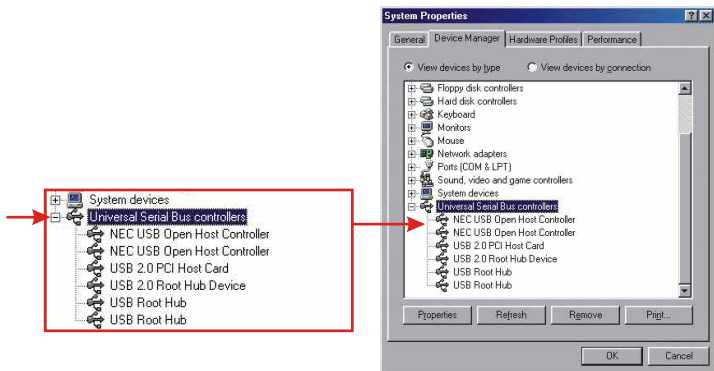 System devices
Universal Serial Bus controllers
NEC USB Open Host Controller
NEC USB Open Host Controller
USB 2.0 PCI Host Card
USB 2.0 Root Hub Device
USB Root Hub
USB Root Hub
System Properties
General Device Manager Hardware Profiles Performance
View devices by type View devices by connection
Floppy disk controllers
Hard disk controllers
Keyboard
Monitors
Mouse
Network adapters
Ports (COM & LPT)
Sound, video and game controllers
System devices
Universal Serial Bus controllers
NEC USB Open Host Controller
NEC USB Open Host Controller
USB 2.0 PCI Host Card
USB 2.0 Root Hub Device
USB Root Hub
USB Root Hub
Properties Refresh Remove Print...
OK Cancel